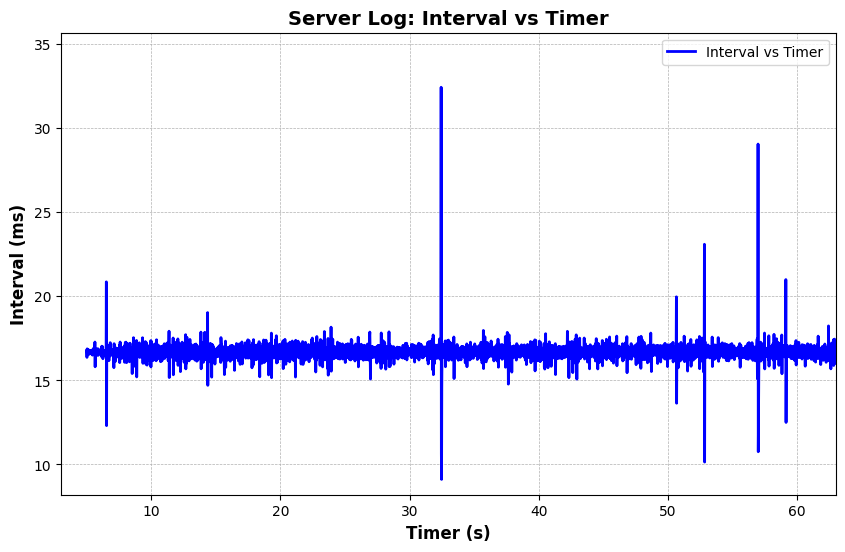 Server Log: Interval vs Timer
Interval vs Timer
35
30
25
20
15
10
Interval (ms)
10 20 30 40 50 60
Timer (s)